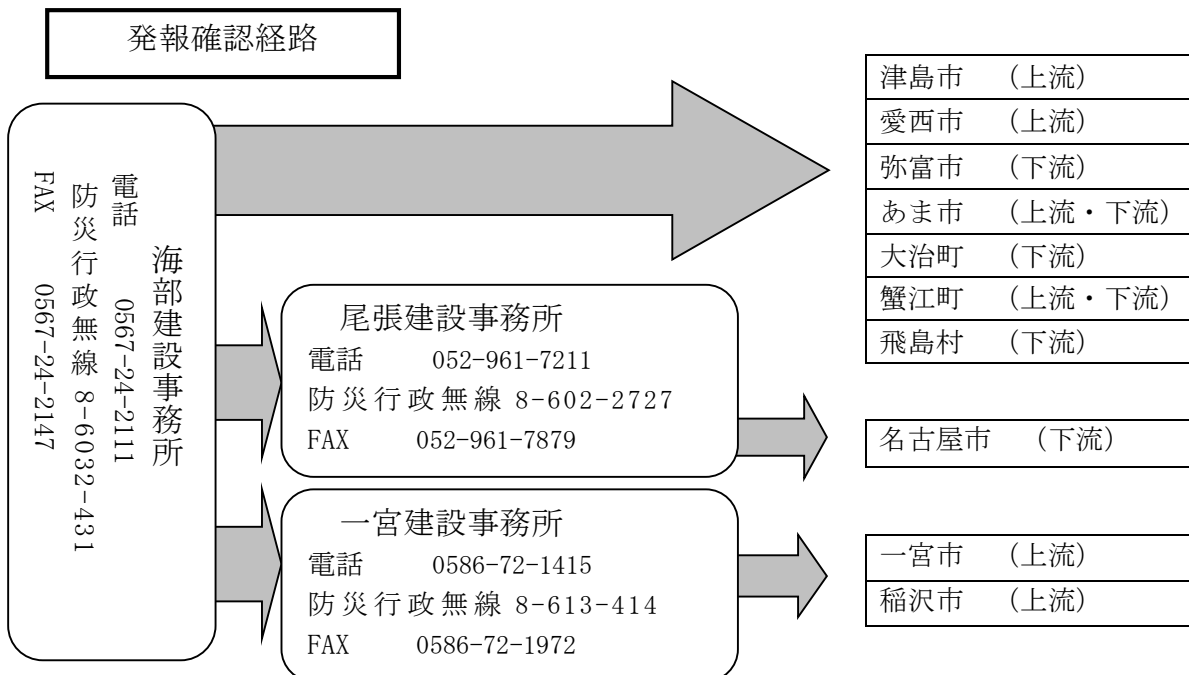 発報確認経路
海部建設事務所
電話 0567-24-2111
防災行政無線 8-6032-431
FAX 0567-24-2147
尾張建設事務所
電話 052-961-7211
防災行政無線 8-602-2727
FAX 052-961-7879
一宮建設事務所
電話 0586-72-1415
防災行政無線 8-613-414
FAX 0586-72-1972
津島市 （上流）
愛西市 （上流）
弥富市 （下流）
あま市 （上流・下流）
大治町 （下流）
蟹江町 （上流・下流）
飛島村 （下流）
名古屋市 （下流）
一宮市 （上流）
稲沢市 （上流）